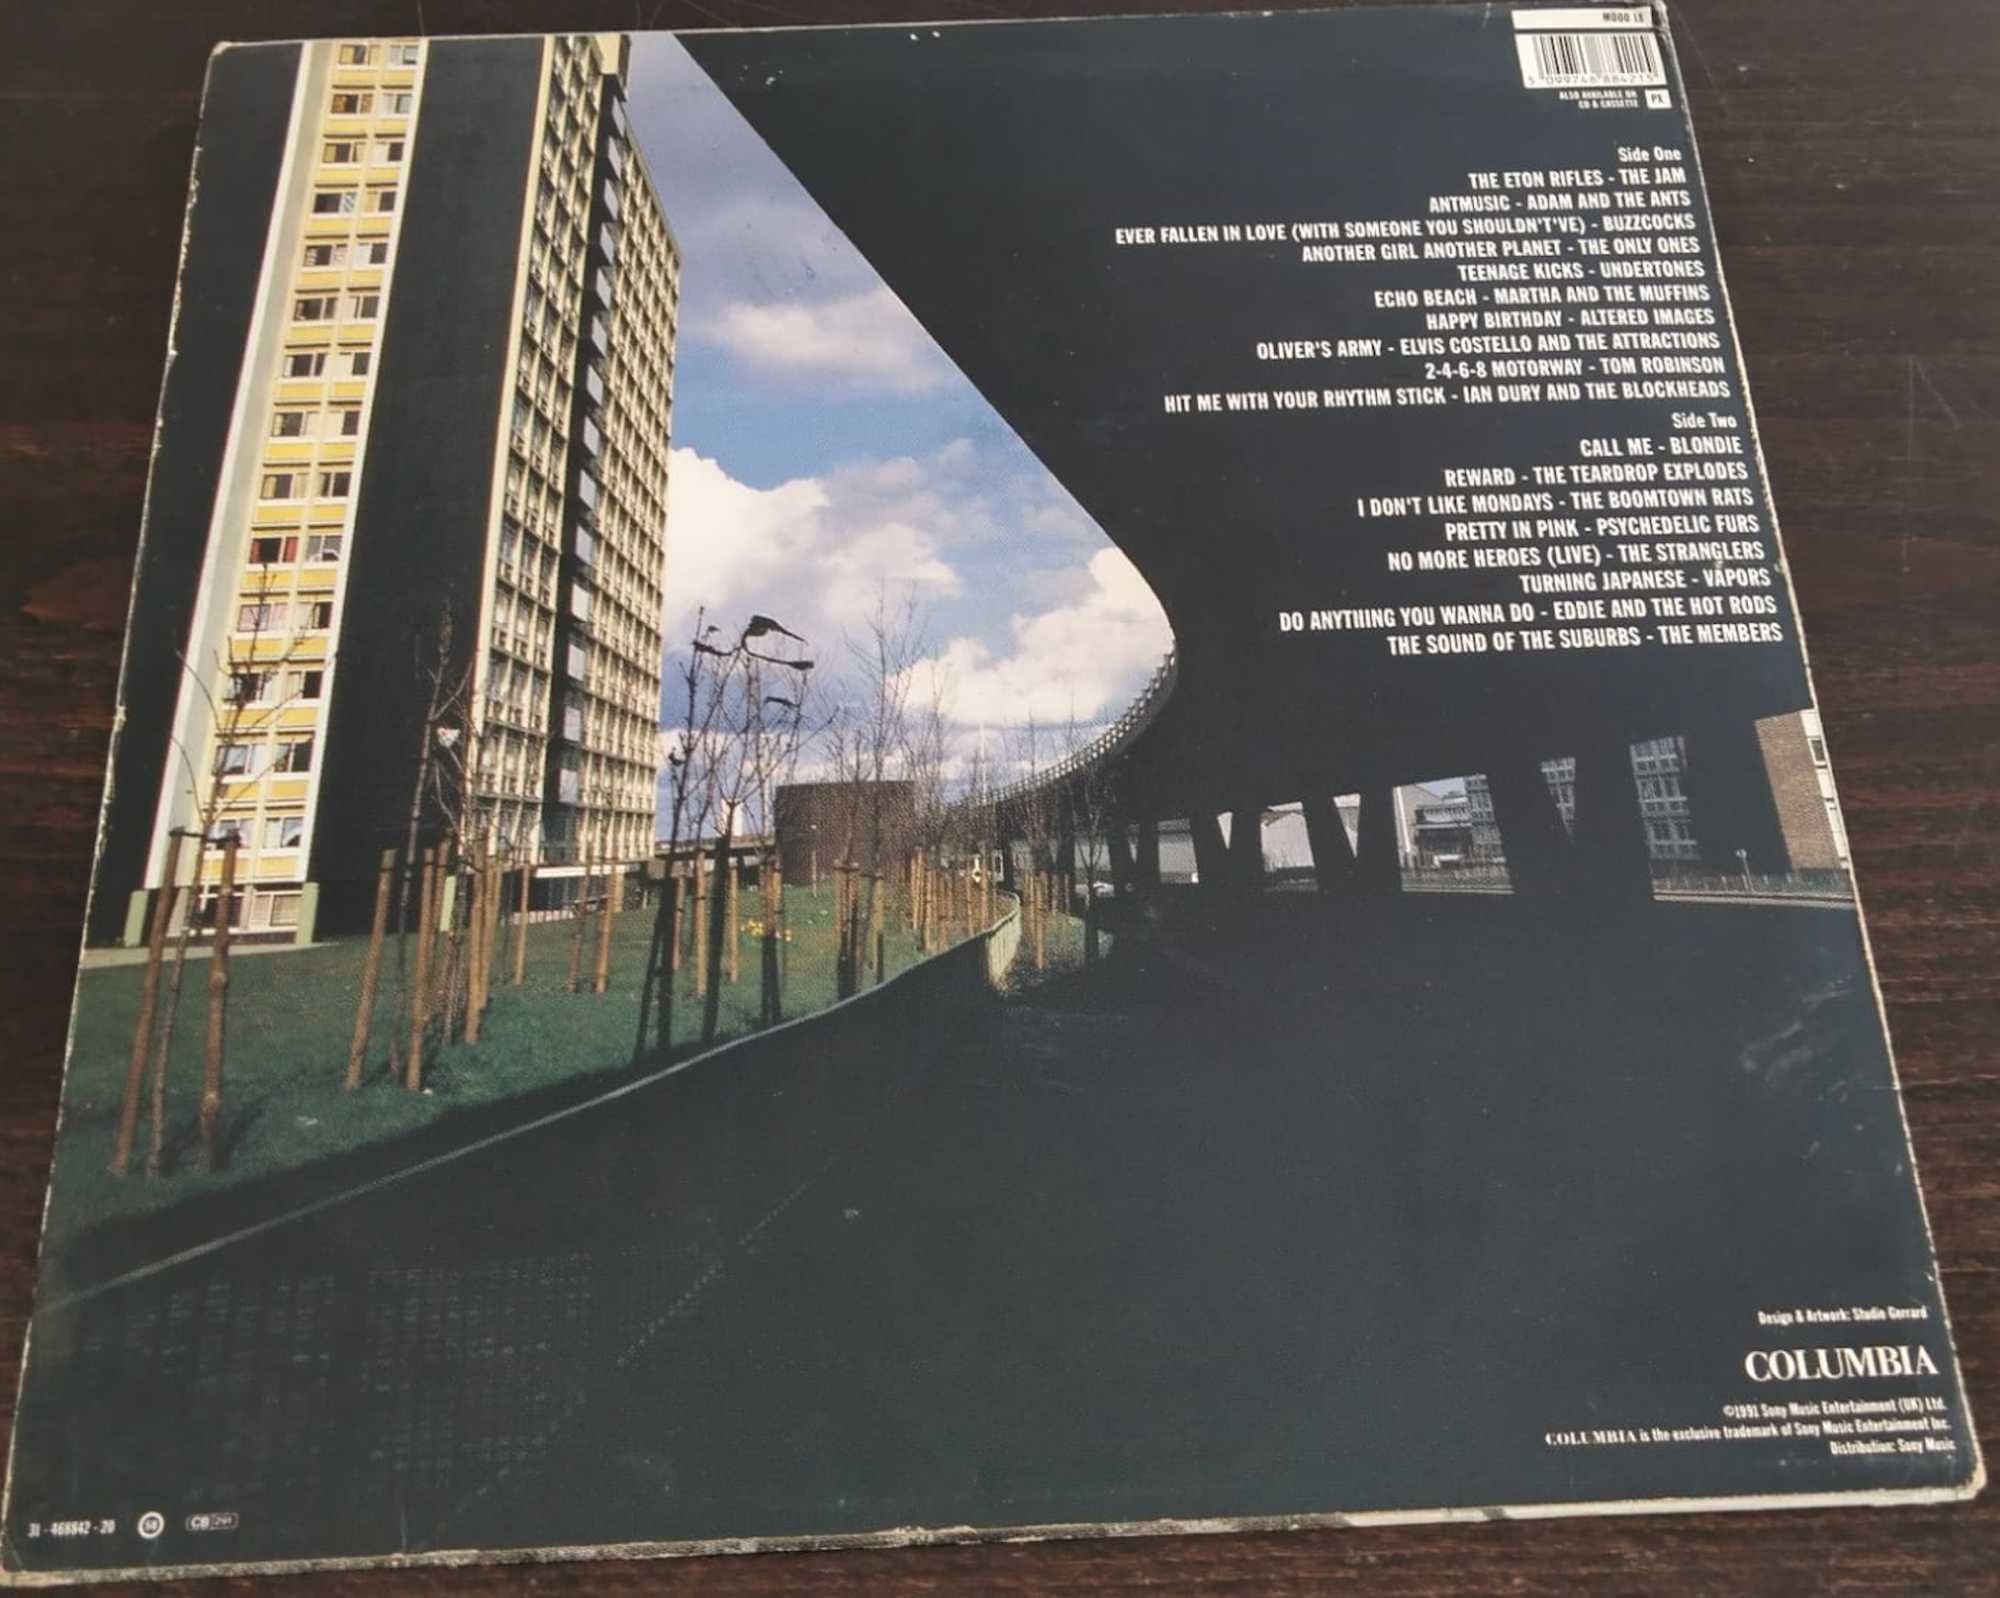 MOOD 18
5 099746 884215
ALSO AVAILABLE ON
CD & CASSETTE
PX
Side One
THE ETON RIFLES - THE JAM
ANTMUSIC - ADAM AND THE ANTS
EVER FALLEN IN LOVE (WITH SOMEONE YOU SHOULDN'T'VE) - BUZZCOCKS
ANOTHER GIRL ANOTHER PLANET - THE ONLY ONES
TEENAGE KICKS - UNDERTONES
ECHO BEACH - MARTHA AND THE MUFFINS
HAPPY BIRTHDAY - ALTERED IMAGES
OLIVER'S ARMY - ELVIS COSTELLO AND THE ATTRACTIONS
2-4-6-8 MOTORWAY - TOM ROBINSON
HIT ME WITH YOUR RHYTHM STICK - IAN DURY AND THE BLOCKHEADS
Side Two
CALL ME - BLONDIE
REWARD - THE TEARDROP EXPLODES
I DON'T LIKE MONDAYS - THE BOOMTOWN RATS
PRETTY IN PINK - PSYCHEDELIC FURS
NO MORE HEROES (LIVE) - THE STRANGLERS
TURNING JAPANESE - VAPORS
DO ANYTHING YOU WANNA DO - EDDIE AND THE HOT RODS
THE SOUND OF THE SUBURBS - THE MEMBERS
Design & Artwork: Studio Gerrard
COLUMBIA
©1991 Sony Music Entertainment (UK) Ltd.
COLUMBIA is the exclusive trademark of Sony Music Entertainment Inc.
Distribution: Sony Music
31 - 468842 - 20
CB 291